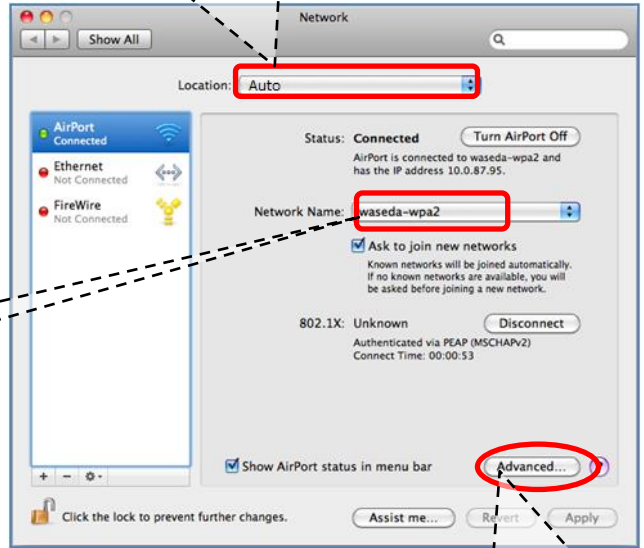 Network
Show All
Location: Auto
AirPort
Connected
Ethernet
Not Connected
FireWire
Not Connected
Status: Connected
Turn AirPort Off
AirPort is connected to waseda-wpa2 and
has the IP address 10.0.87.95.
Network Name: waseda-wpa2
Ask to join new networks
Known networks will be joined automatically.
If no known networks are available, you will
be asked before joining a new network.
802.1X: Unknown
Disconnect
Authenticated via PEAP (MSCHAPv2)
Connect Time: 00:00:53
Show AirPort status in menu bar
Advanced...
?
Click the lock to prevent further changes.
Assist me...
Revert
Apply